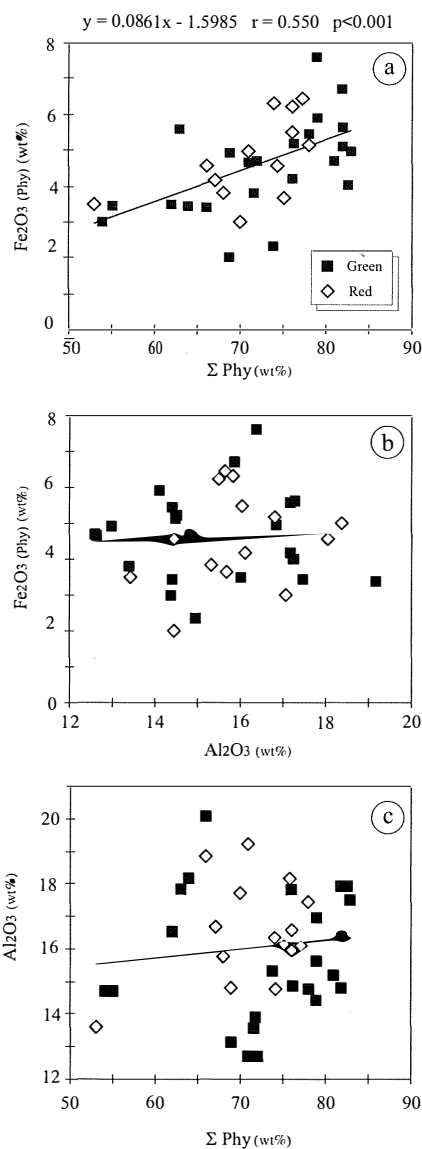 y = 0.0861x - 1.5985 r = 0.550 p<0.001
8
6
4
2
0
Fe2O3 (Phy) (wt%)
a
Green
Red
50 60 70 80 90
Σ Phy (wt%)
8
6
4
2
0
Fe2O3 (Phy) (wt%)
b
12 14 16 18 20
Al2O3 (wt%)
20
18
16
14
12
Al2O3 (wt%)
c
50 60 70 80 90
Σ Phy (wt%)